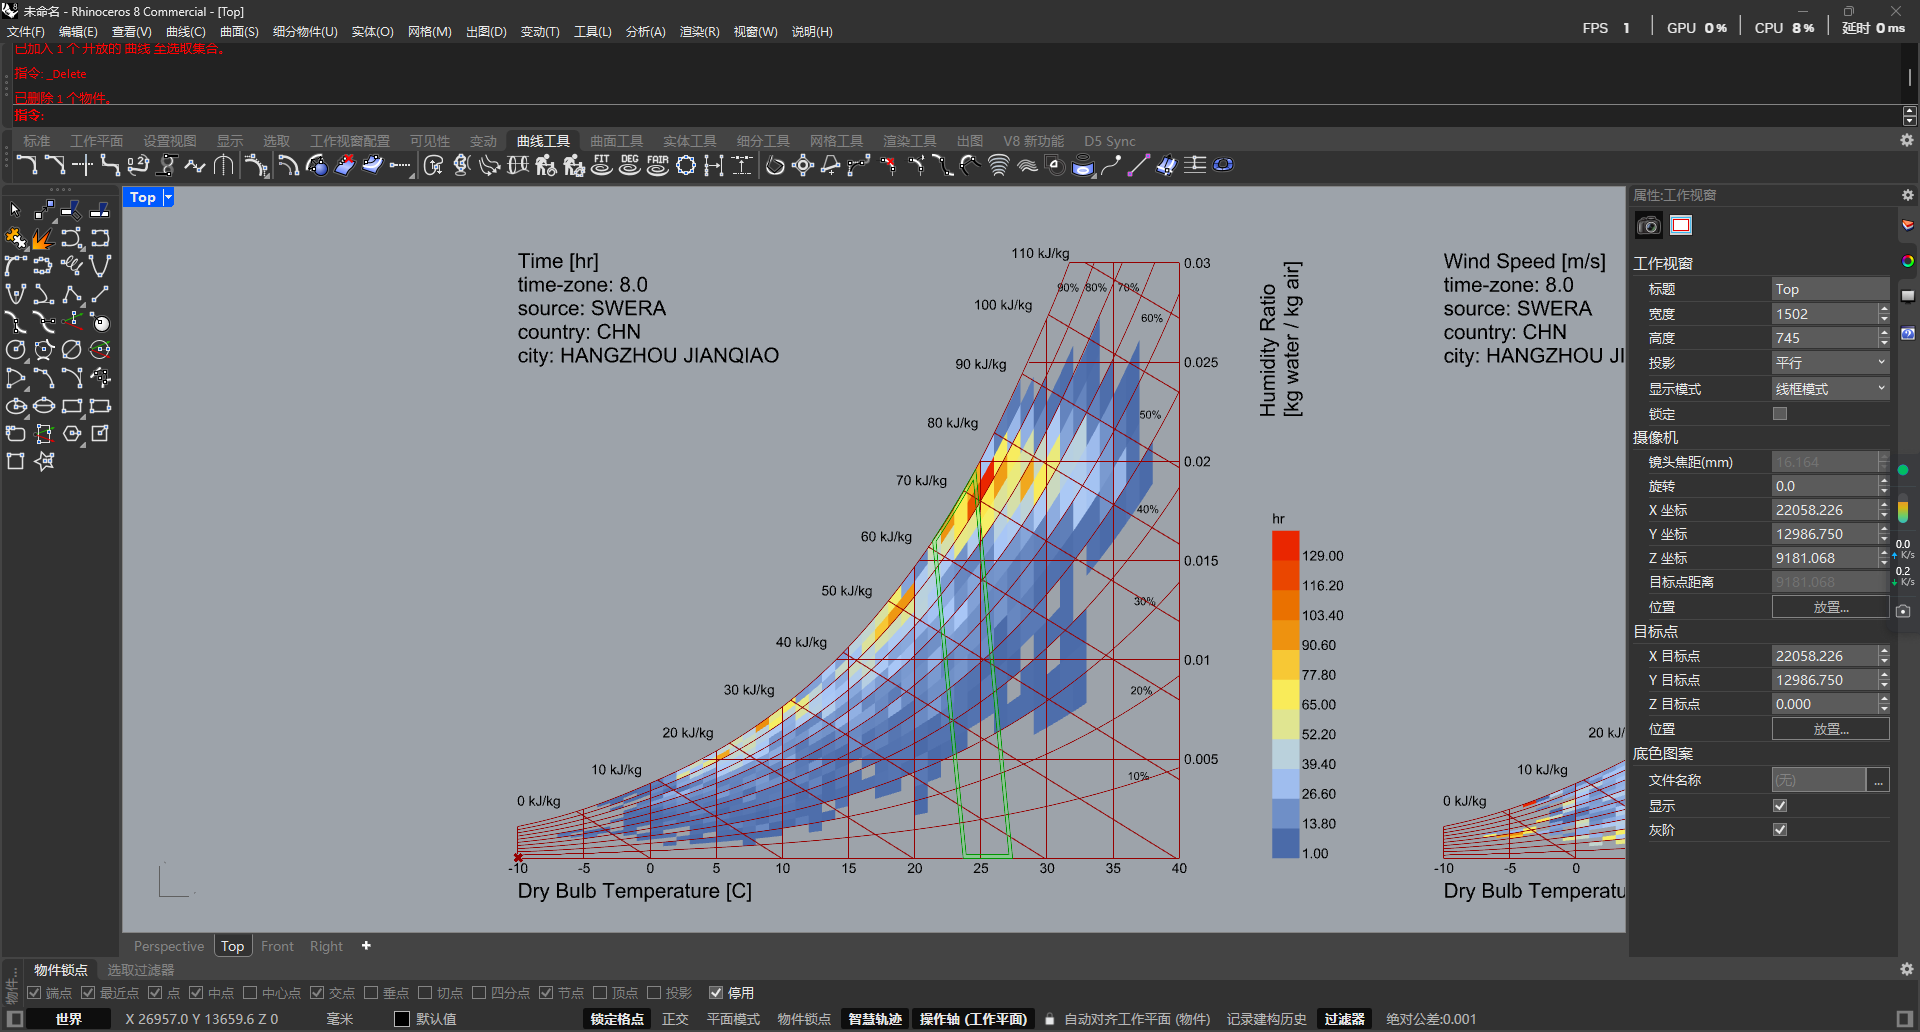 未命名 - Rhinoceros 8 Commercial - [Top]
文件(F) 编辑(E) 查看(V) 曲线(C) 曲面(S) 细分物件(U) 实体(O) 网格(M) 出图(D) 变动(T) 工具(L) 分析(A) 渲染(R) 视窗(W) 说明(H)
FPS 1 GPU 0% CPU 8% 延时 0 ms
已加入 1 个 开放的 曲线 至选取集合。
指令: _Delete
已删除 1 个物件。
指令:
标准 工作平面 设置视图 显示 选取 工作视窗配置 可见性 变动 曲线工具 曲面工具 实体工具 细分工具 网格工具 渲染工具 出图 V8 新功能 D5 Sync
FIT DEG FAIR
Top
Time [hr]
time-zone: 8.0
source: SWERA
country: CHN
city: HANGZHOU JIANQIAO
110 kJ/kg
100 kJ/kg
90 kJ/kg
80 kJ/kg
70 kJ/kg
60 kJ/kg
50 kJ/kg
40 kJ/kg
30 kJ/kg
20 kJ/kg
10 kJ/kg
0 kJ/kg
90% 80% 70%
60%
50%
40%
30%
20%
10%
0.03
0.025
0.02
0.015
0.01
0.005
Humidity Ratio
[kg water / kg air]
-10 -5 0 5 10 15 20 25 30 35 40
Dry Bulb Temperature [C]
hr
129.00
116.20
103.40
90.60
77.80
65.00
52.20
39.40
26.60
13.80
1.00
Wind Speed [m/s]
time-zone: 8.0
source: SWERA
country: CHN
city: HANGZHOU JI
20 kJ/
10 kJ/kg
0 kJ/kg
-10 -5 0
Dry Bulb Temperatu
属性:工作视窗
工作视窗
标题 Top
宽度 1502
高度 745
投影 平行
显示模式 线框模式
锁定
摄像机
镜头焦距(mm) 16.164
旋转 0.0
X 坐标 22058.226
Y 坐标 12986.750
Z 坐标 9181.068
目标点距离 9181.068
位置 放置...
目标点
X 目标点 22058.226
Y 目标点 12986.750
Z 目标点 0.000
位置 放置...
底色图案
文件名称 (无) ...
显示
灰阶
0.0
K/s
0.2
K/s
Perspective Top Front Right
物件锁点 选取过滤器
物件...
端点 最近点 点 中点 中心点 交点 垂点 切点 四分点 节点 顶点 投影 停用
世界 X 26957.0 Y 13659.6 Z 0 毫米 默认值 锁定格点 正交 平面模式 物件锁点 智慧轨迹 操作轴 (工作平面) 自动对齐工作平面 (物件) 记录建构历史 过滤器 绝对公差:0.001